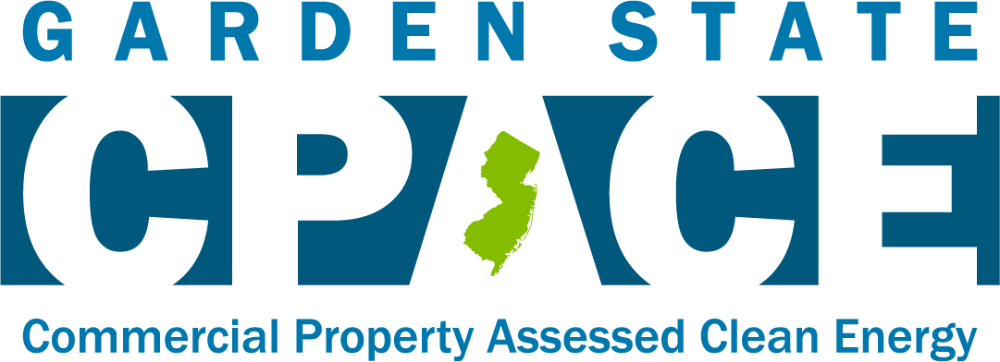 GARDEN STATE
CPACE
Commercial Property Assessed Clean Energy